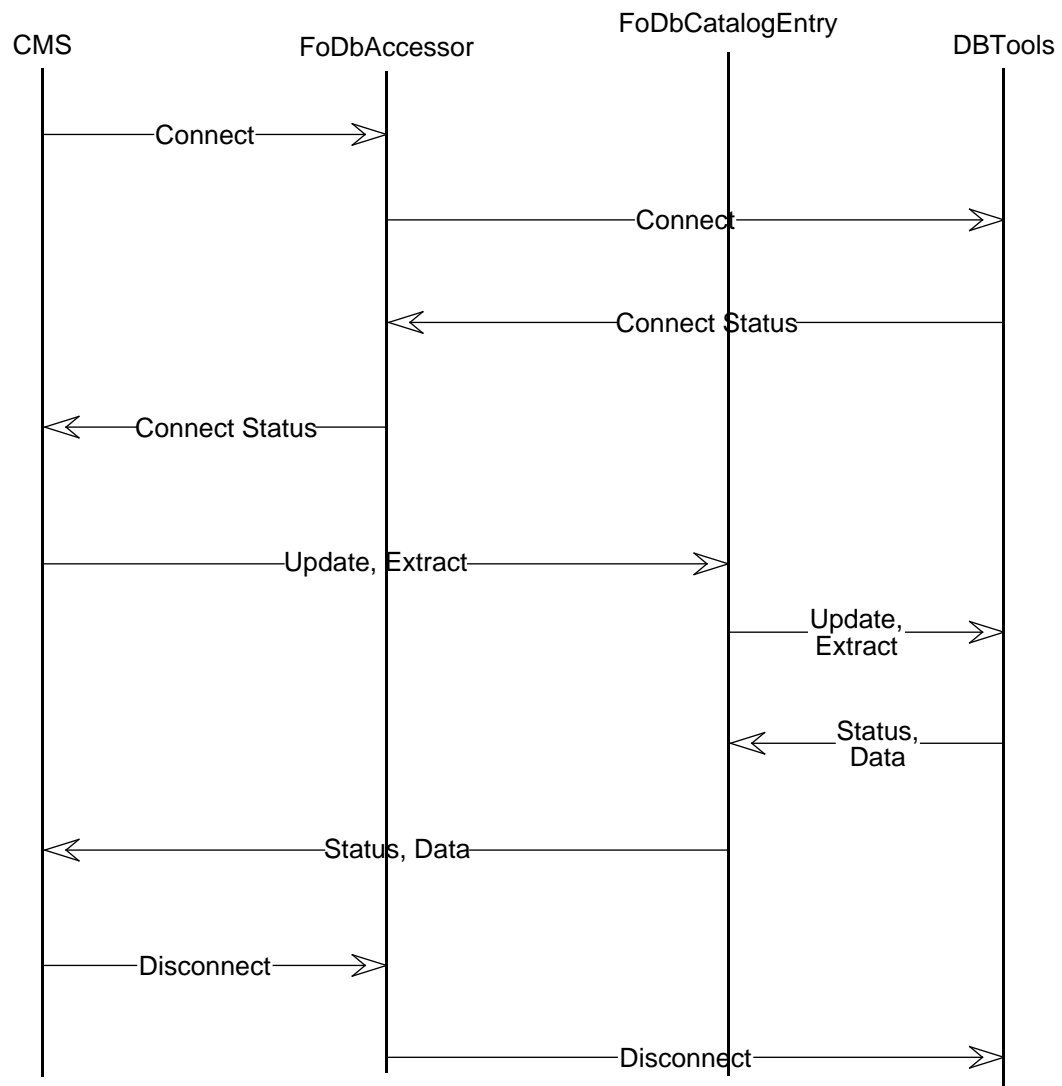 CMS
FoDbAccessor
FoDbCatalogEntry
DBTools
Connect
Connect
Connect Status
Connect Status
Update, Extract
Update,
Extract
Status,
Data
Status, Data
Disconnect
Disconnect